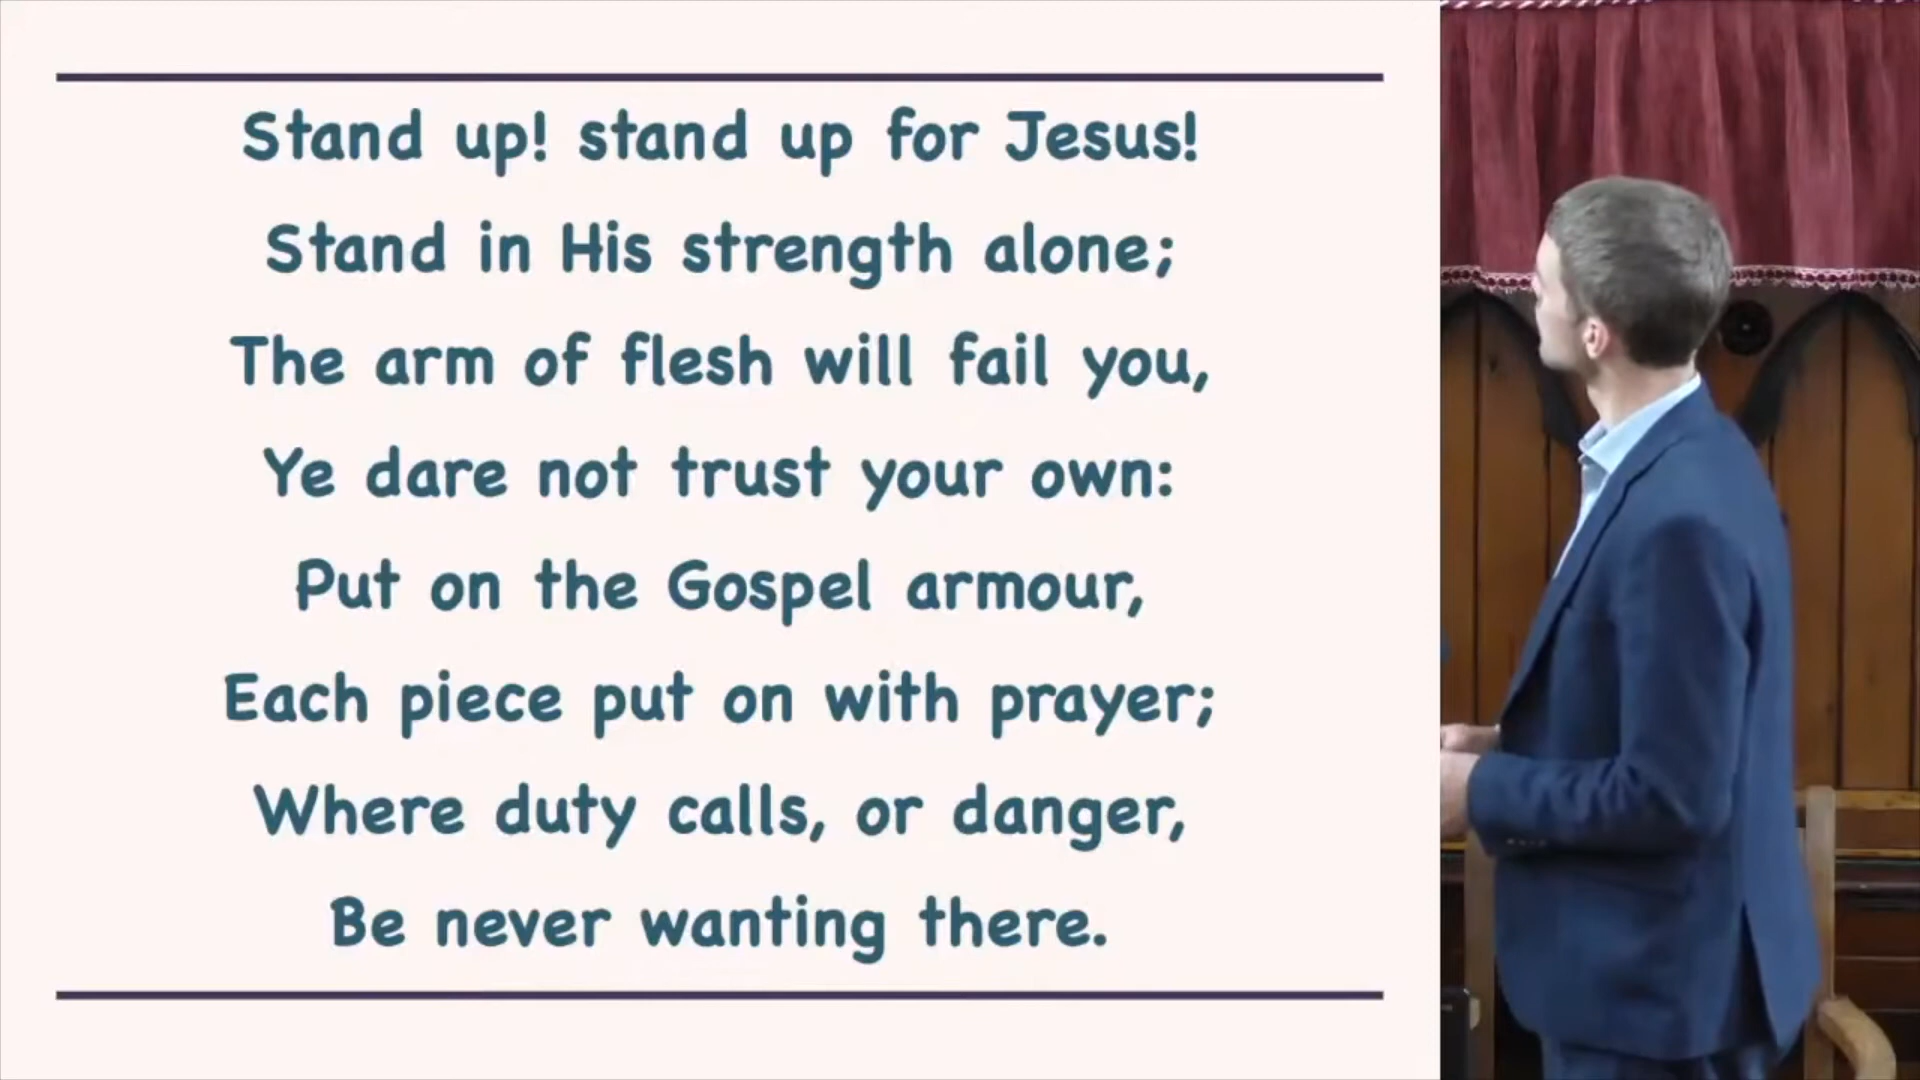 Stand up! stand up for Jesus!
Stand in His strength alone;
The arm of flesh will fail you,
Ye dare not trust your own:
Put on the Gospel armour,
Each piece put on with prayer;
Where duty calls, or danger,
Be never wanting there.